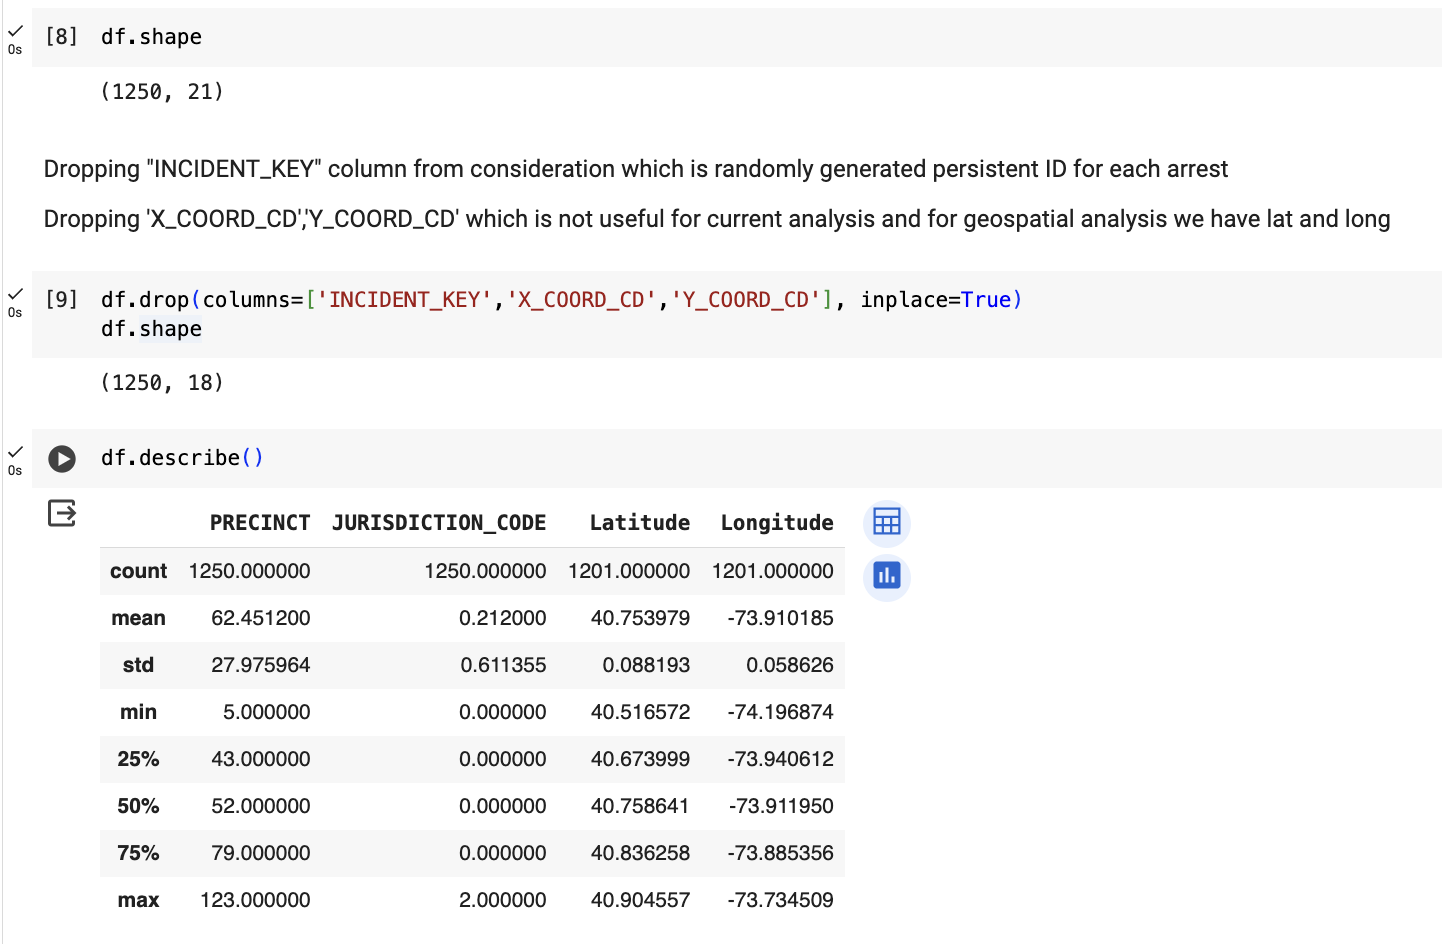 [8] df.shape
0s
(1250, 21)
Dropping "INCIDENT_KEY" column from consideration which is randomly generated persistent ID for each arrest
Dropping 'X_COORD_CD','Y_COORD_CD' which is not useful for current analysis and for geospatial analysis we have lat and long
[9] df.drop(columns=['INCIDENT_KEY','X_COORD_CD','Y_COORD_CD'], inplace=True)
0s
df.shape
(1250, 18)
df.describe()
0s
PRECINCT JURISDICTION_CODE Latitude Longitude
count 1250.000000 1250.000000 1201.000000 1201.000000
mean 62.451200 0.212000 40.753979 -73.910185
std 27.975964 0.611355 0.088193 0.058626
min 5.000000 0.000000 40.516572 -74.196874
25% 43.000000 0.000000 40.673999 -73.940612
50% 52.000000 0.000000 40.758641 -73.911950
75% 79.000000 0.000000 40.836258 -73.885356
max 123.000000 2.000000 40.904557 -73.734509